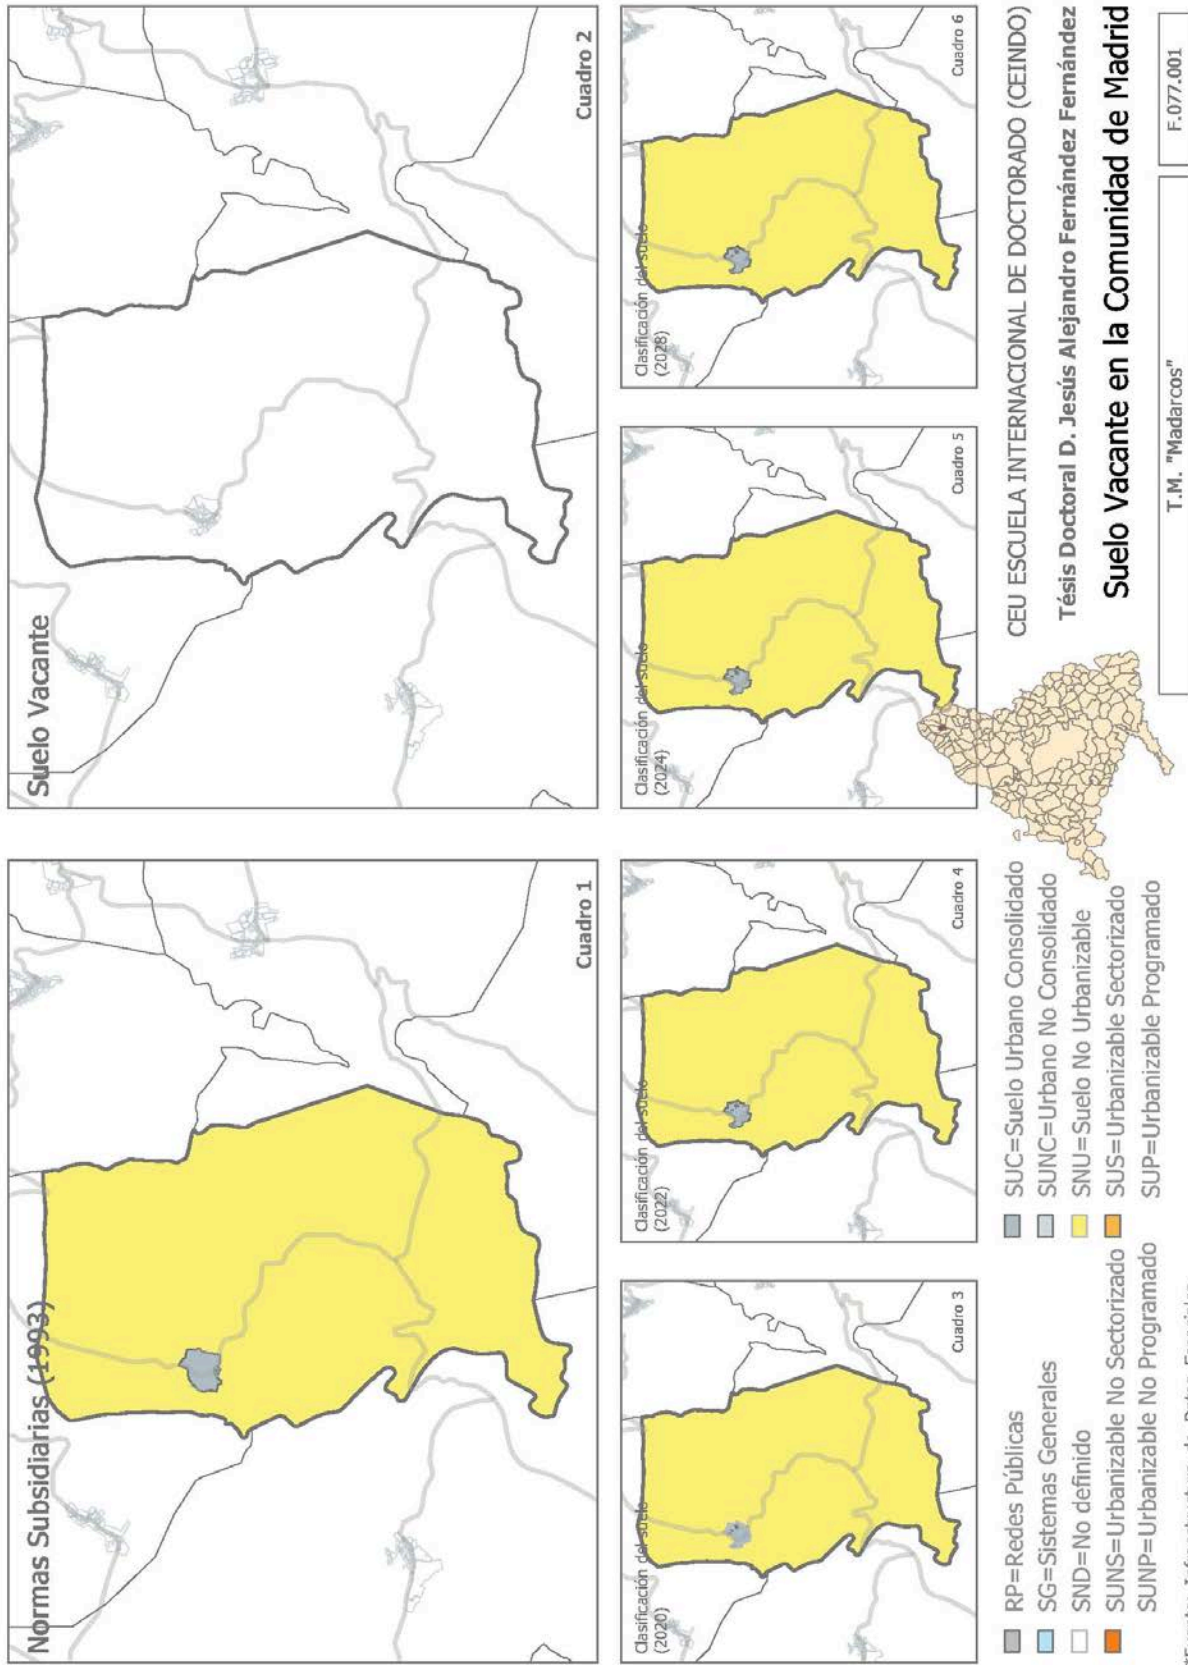 Normas Subsidiarias (1993)
Cuadro 1
Suelo Vacante
Cuadro 2
Clasificación del suelo
(2020)
Cuadro 3
Clasificación del suelo
(2022)
Cuadro 4
Clasificación del suelo
(2024)
Cuadro 5
Clasificación del suelo
(2028)
Cuadro 6
RP=Redes Públicas
SG=Sistemas Generales
SND=No definido
SUNS=Urbanizable No Sectorizado
SUNP=Urbanizable No Programado
SUC=Suelo Urbano Consolidado
SUNC=Urbano No Consolidado
SNU=Suelo No Urbanizable
SUS=Urbanizable Sectorizado
SUP=Urbanizable Programado
CEU ESCUELA INTERNACIONAL DE DOCTORADO (CEINDO)
Tésis Doctoral D. Jesús Alejandro Fernández Fernández
Suelo Vacante en la Comunidad de Madrid
T.M. "Madarcos"
F.077.001